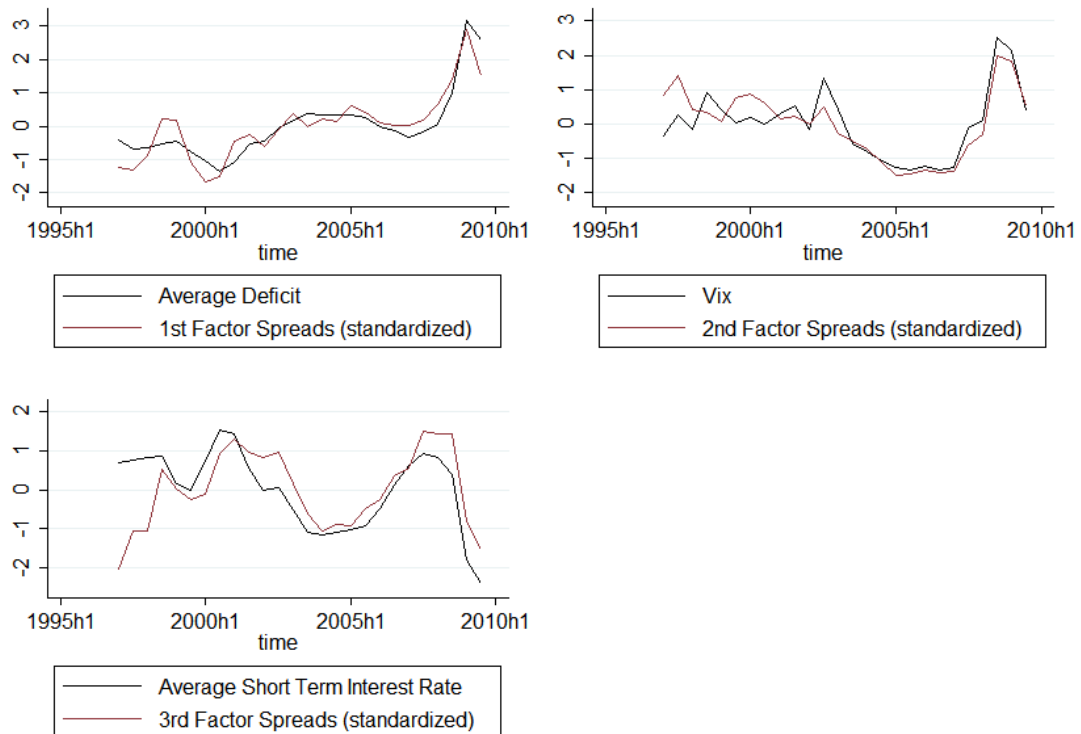 3
2
1
0
-1
-2
1995h1 2000h1 2005h1 2010h1
time
Average Deficit
1st Factor Spreads (standardized)
3
2
1
0
-1
-2
1995h1 2000h1 2005h1 2010h1
time
Vix
2nd Factor Spreads (standardized)
2
1
0
-1
-2
1995h1 2000h1 2005h1 2010h1
time
Average Short Term Interest Rate
3rd Factor Spreads (standardized)